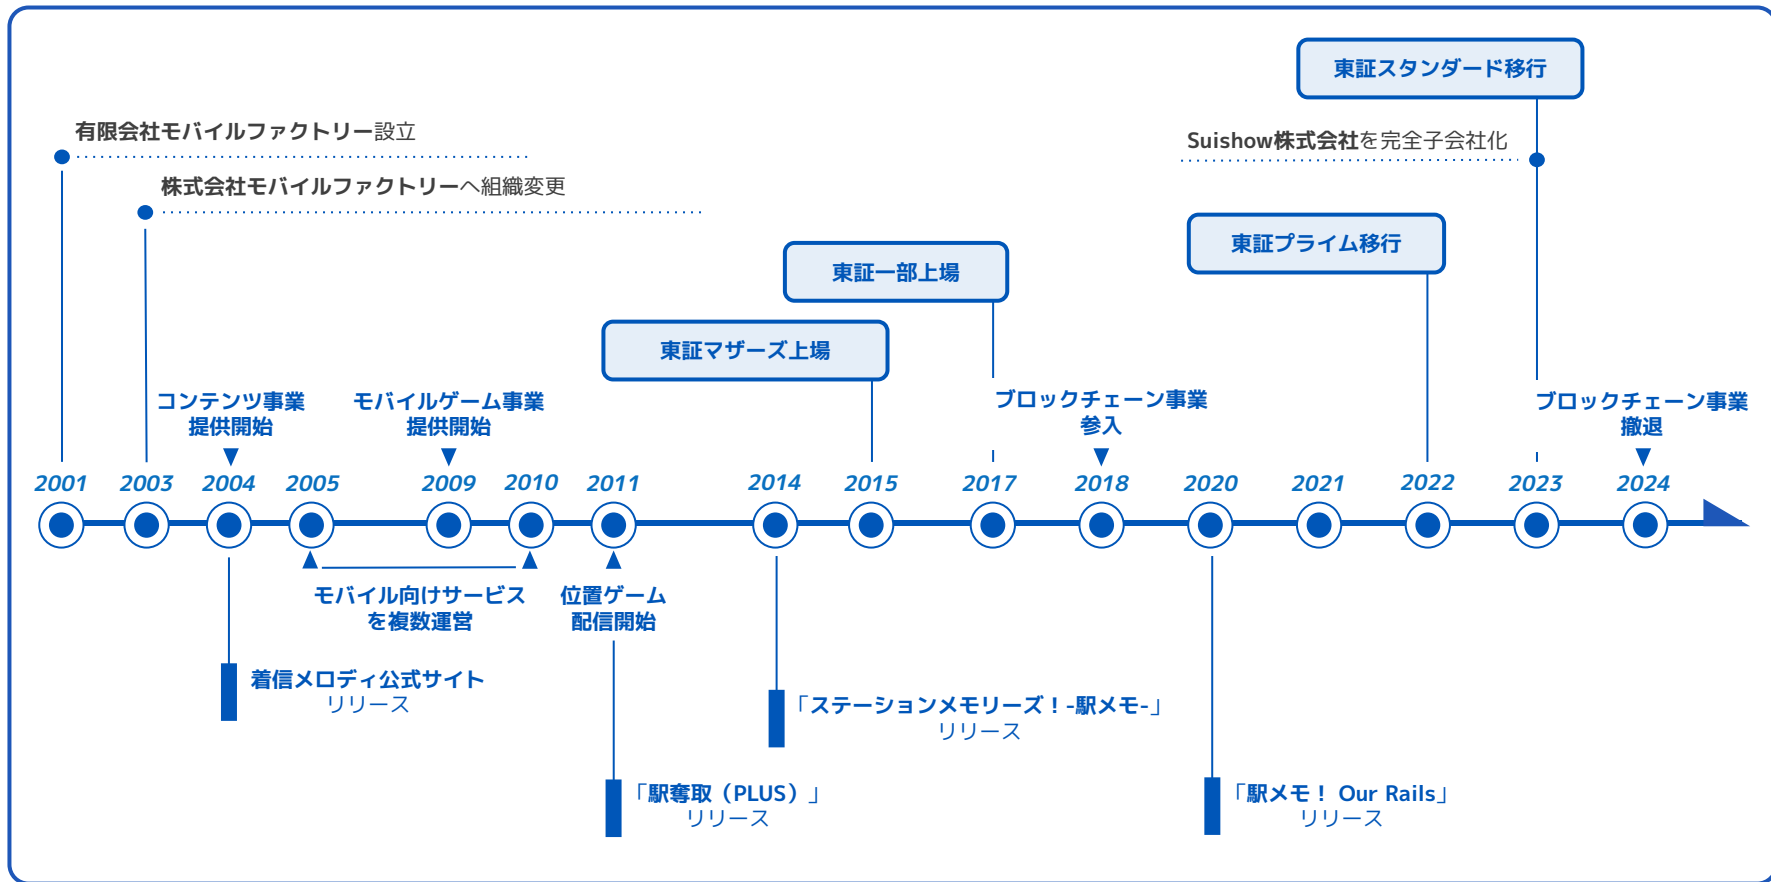 東証スタンダード移行
有限会社モバイルファクトリー設立
Suishow株式会社を完全子会社化
株式会社モバイルファクトリーへ組織変更
東証プライム移行
東証一部上場
東証マザーズ上場
コンテンツ事業
提供開始
モバイルゲーム事業
提供開始
ブロックチェーン事業
参入
ブロックチェーン事業
撤退
2001 2003 2004 2005 2009 2010 2011 2014 2015 2017 2018 2020 2021 2022 2023 2024
モバイル向けサービス
を複数運営
位置ゲーム
配信開始
着信メロディ公式サイト
リリース
「ステーションメモリーズ！-駅メモ-」
リリース
「駅奪取（PLUS）」
リリース
「駅メモ！ Our Rails」
リリース